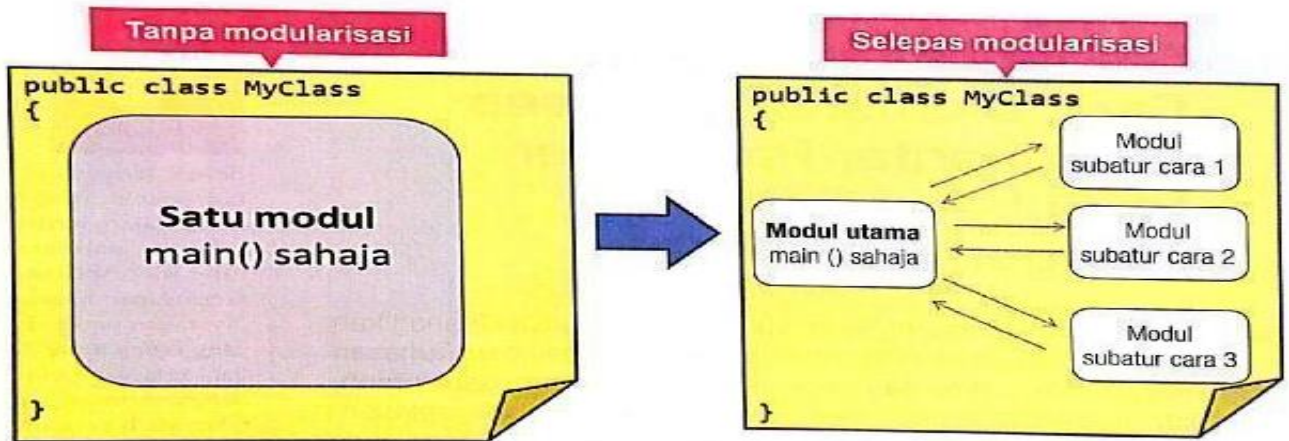 Tanpa modularisasi
public class MyClass
{
Satu modul
main() sahaja
}
Selepas modularisasi
public class MyClass
{
Modul utama
main () sahaja
Modul
subatur cara 1
Modul
subatur cara 2
Modul
subatur cara 3
}